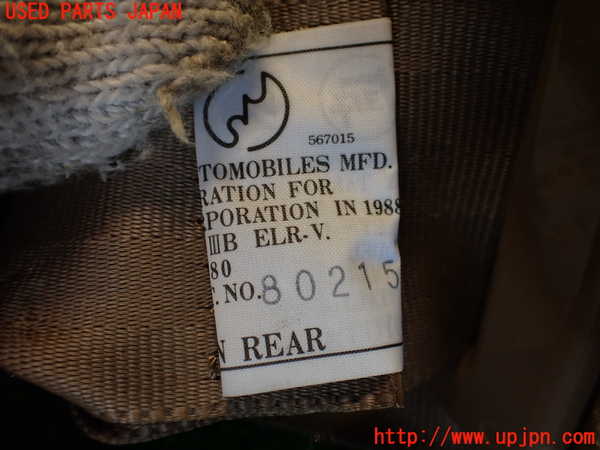 USED PARTS JAPAN
567015
TOMOBILES MFD.
RATION FOR
RPORATION IN 1988
IIIB ELR-V.
80
. NO. 80215
N REAR
http://www.upjpn.com/